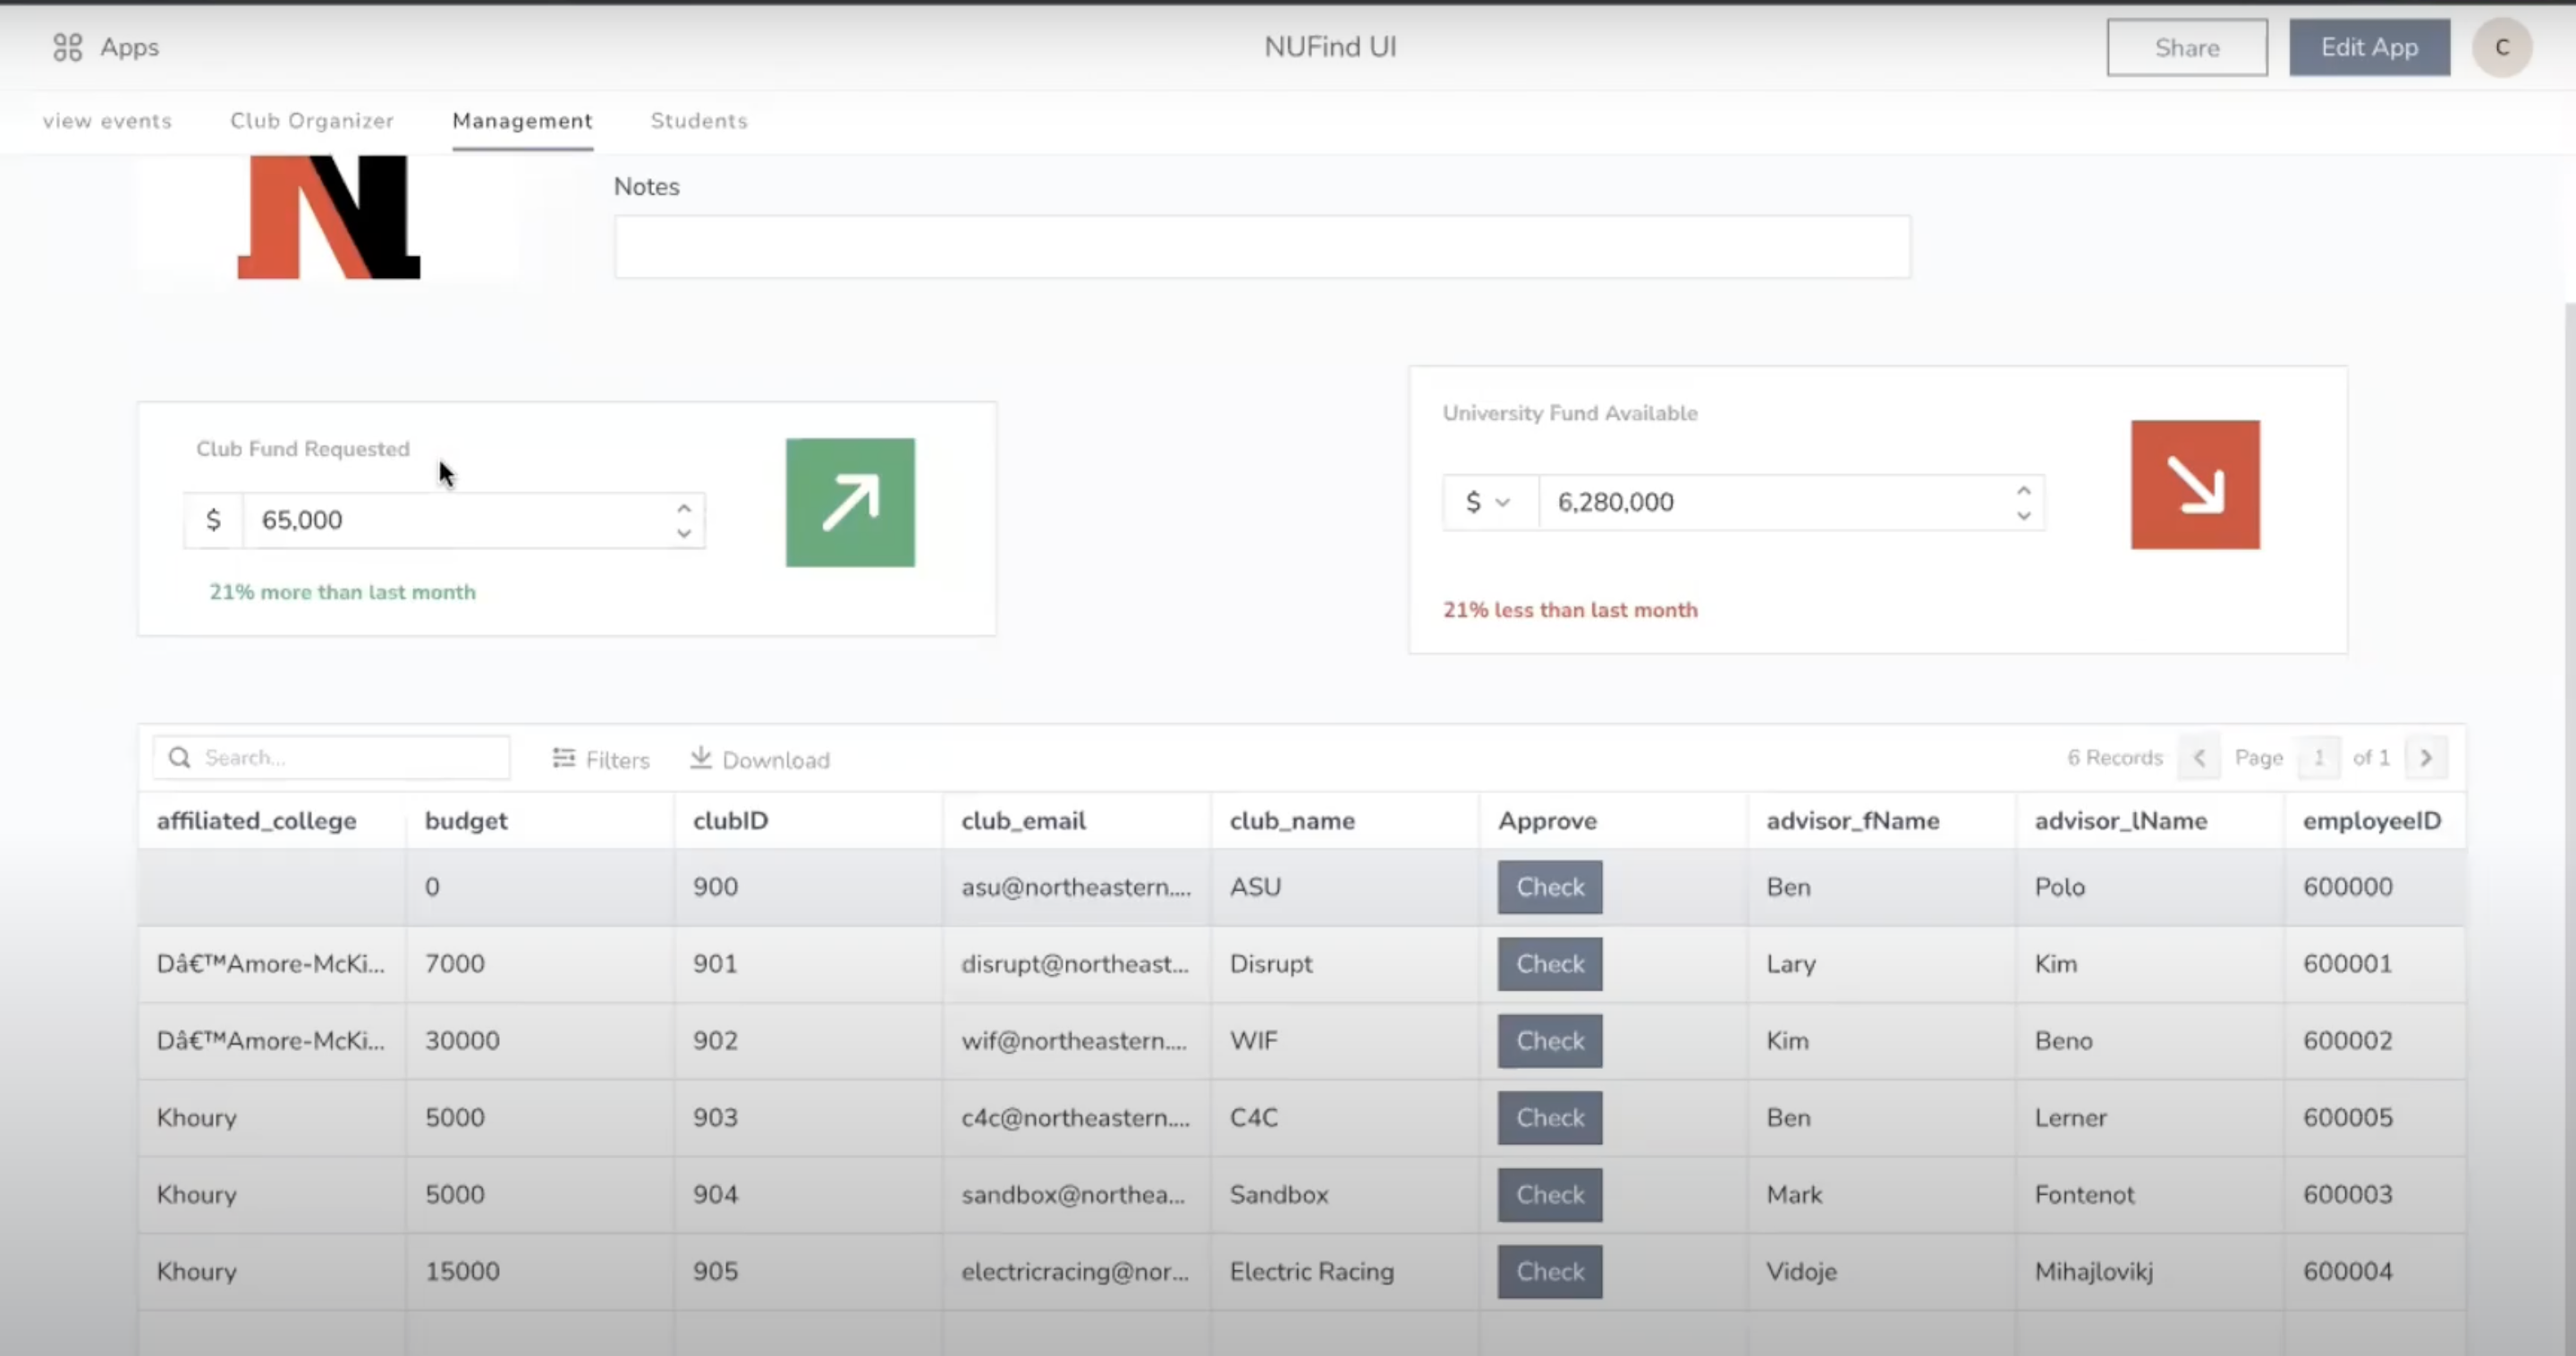 Apps
NUFind UI
Share
Edit App
C
view events
Club Organizer
Management
Students
N
Notes
Club Fund Requested
$ 65,000
21% more than last month
University Fund Available
$ 6,280,000
21% less than last month
Search...
Filters
Download
6 Records
Page 1 of 1
affiliated_college budget clubID club_email club_name Approve advisor_fName advisor_lName employeeID
0 900 asu@northeastern.... ASU Check Ben Polo 600000
Dâ€™Amore-McKi... 7000 901 disrupt@northeast... Disrupt Check Lary Kim 600001
Dâ€™Amore-McKi... 30000 902 wif@northeastern.... WIF Check Kim Beno 600002
Khoury 5000 903 c4c@northeastern.... C4C Check Ben Lerner 600005
Khoury 5000 904 sandbox@northea... Sandbox Check Mark Fontenot 600003
Khoury 15000 905 electricracing@nor... Electric Racing Check Vidoje Mihajlovikj 600004